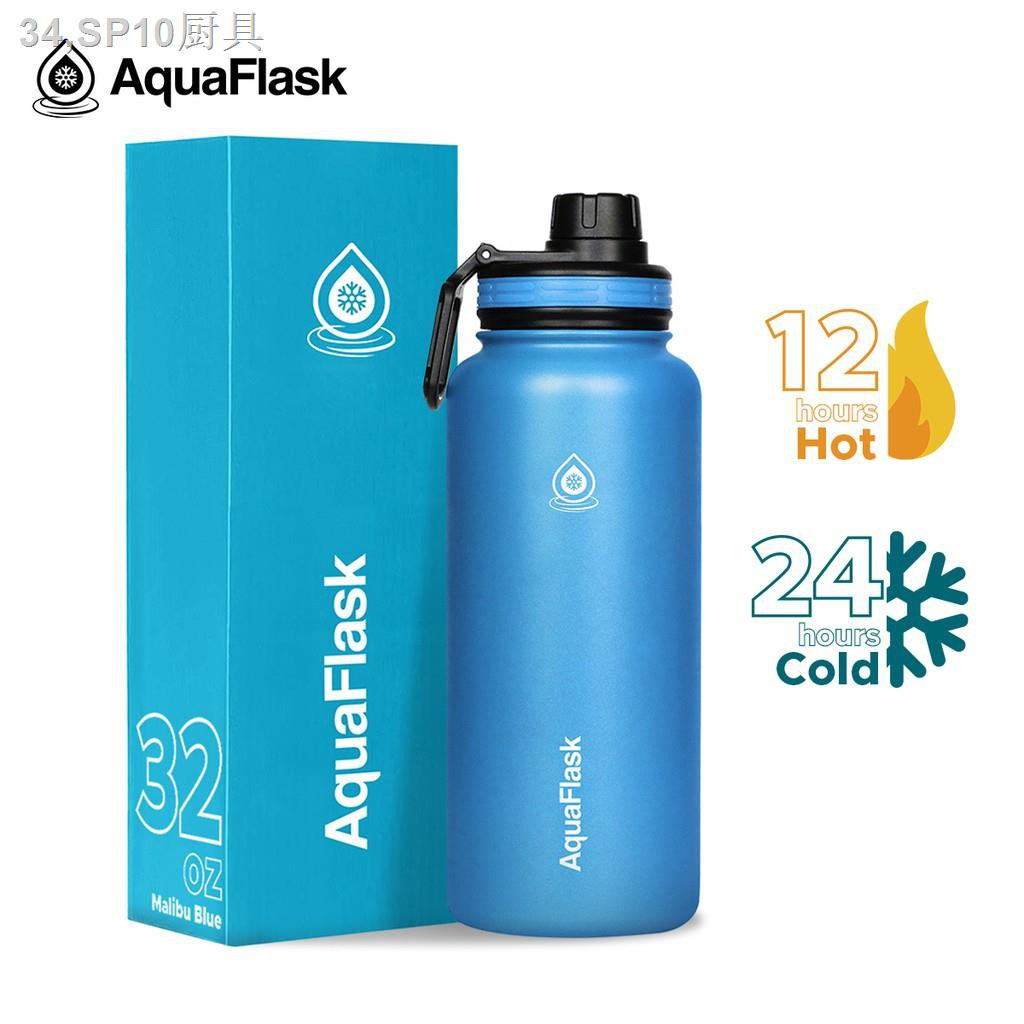 34.SP10厨具
AquaFlask
AquaFlask
32
OZ
Malibu Blue
AquaFlask
12
hours
Hot
24
hours
Cold